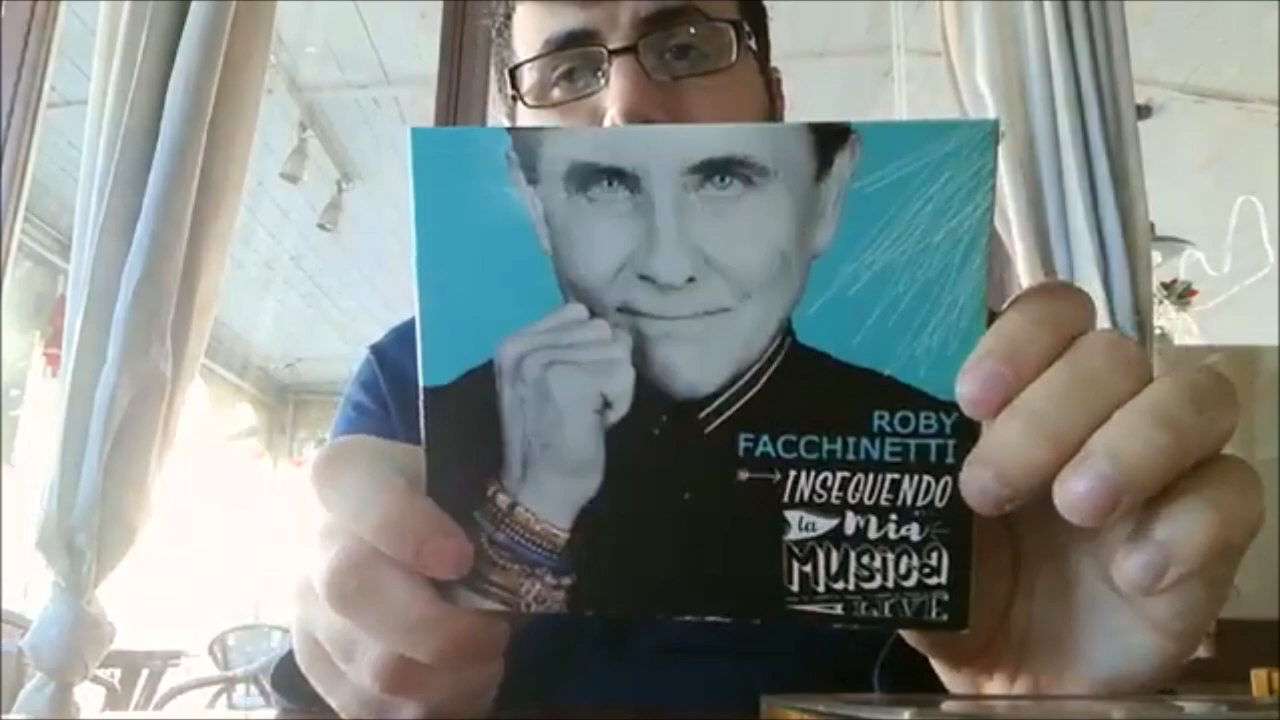 ROBY
FACCHINETTI
INSEGUENDO
la mia
MUSICA
LIVE